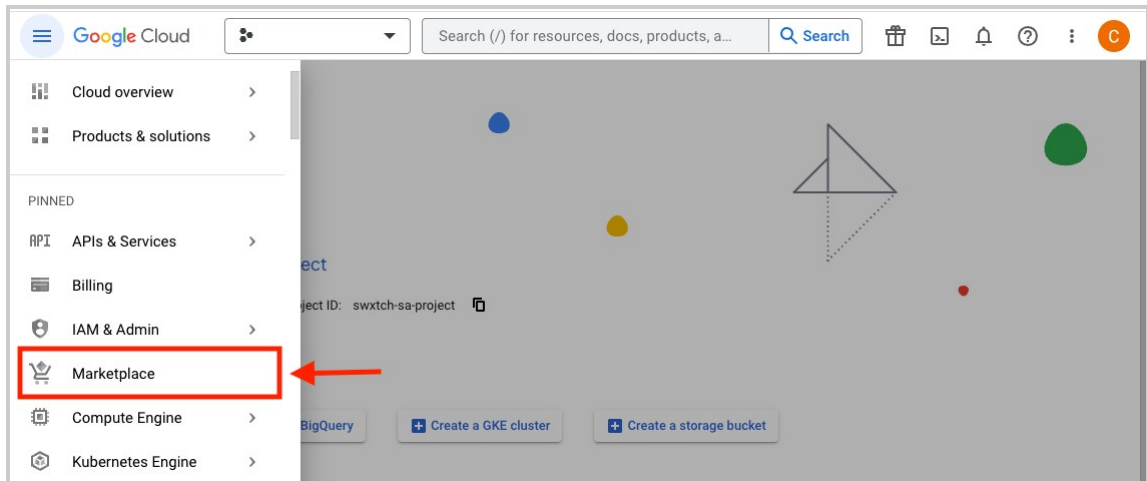 Google Cloud
Search (/) for resources, docs, products, a...
Search
C
Cloud overview
Products & solutions
PINNED
API APIs & Services
Billing
IAM & Admin
Marketplace
Compute Engine
Kubernetes Engine
ect
ject ID: swxtch-sa-project
BigQuery
Create a GKE cluster
Create a storage bucket